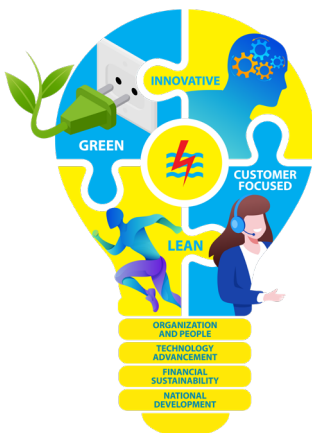 INNOVATIVE
GREEN
CUSTOMER
FOCUSED
LEAN
ORGANIZATION
AND PEOPLE
TECHNOLOGY
ADVANCEMENT
FINANCIAL
SUSTAINABILITY
NATIONAL
DEVELOPMENT